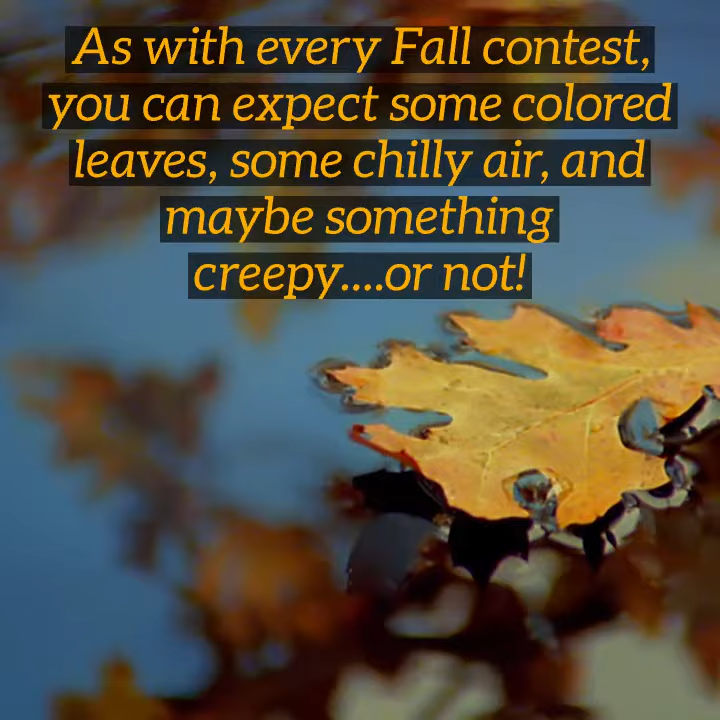 As with every Fall contest,
you can expect some colored
leaves, some chilly air, and
maybe something
creepy....or not!